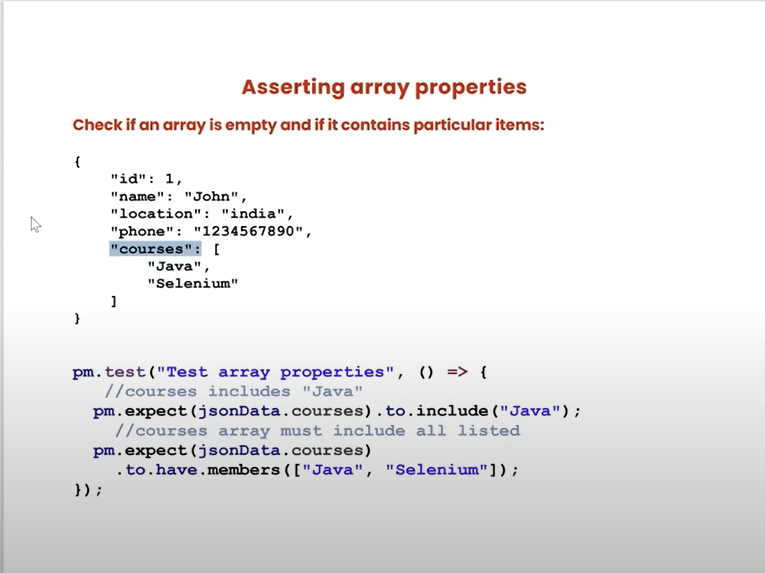 Asserting array properties
Check if an array is empty and if it contains particular items:
{
"id": 1,
"name": "John",
"location": "india",
"phone": "1234567890",
"courses": [
"Java",
"Selenium"
]
}
pm.test("Test array properties", () => {
//courses includes "Java"
pm.expect(jsonData.courses).to.include("Java");
//courses array must include all listed
pm.expect(jsonData.courses)
.to.have.members(["Java", "Selenium"]);
});